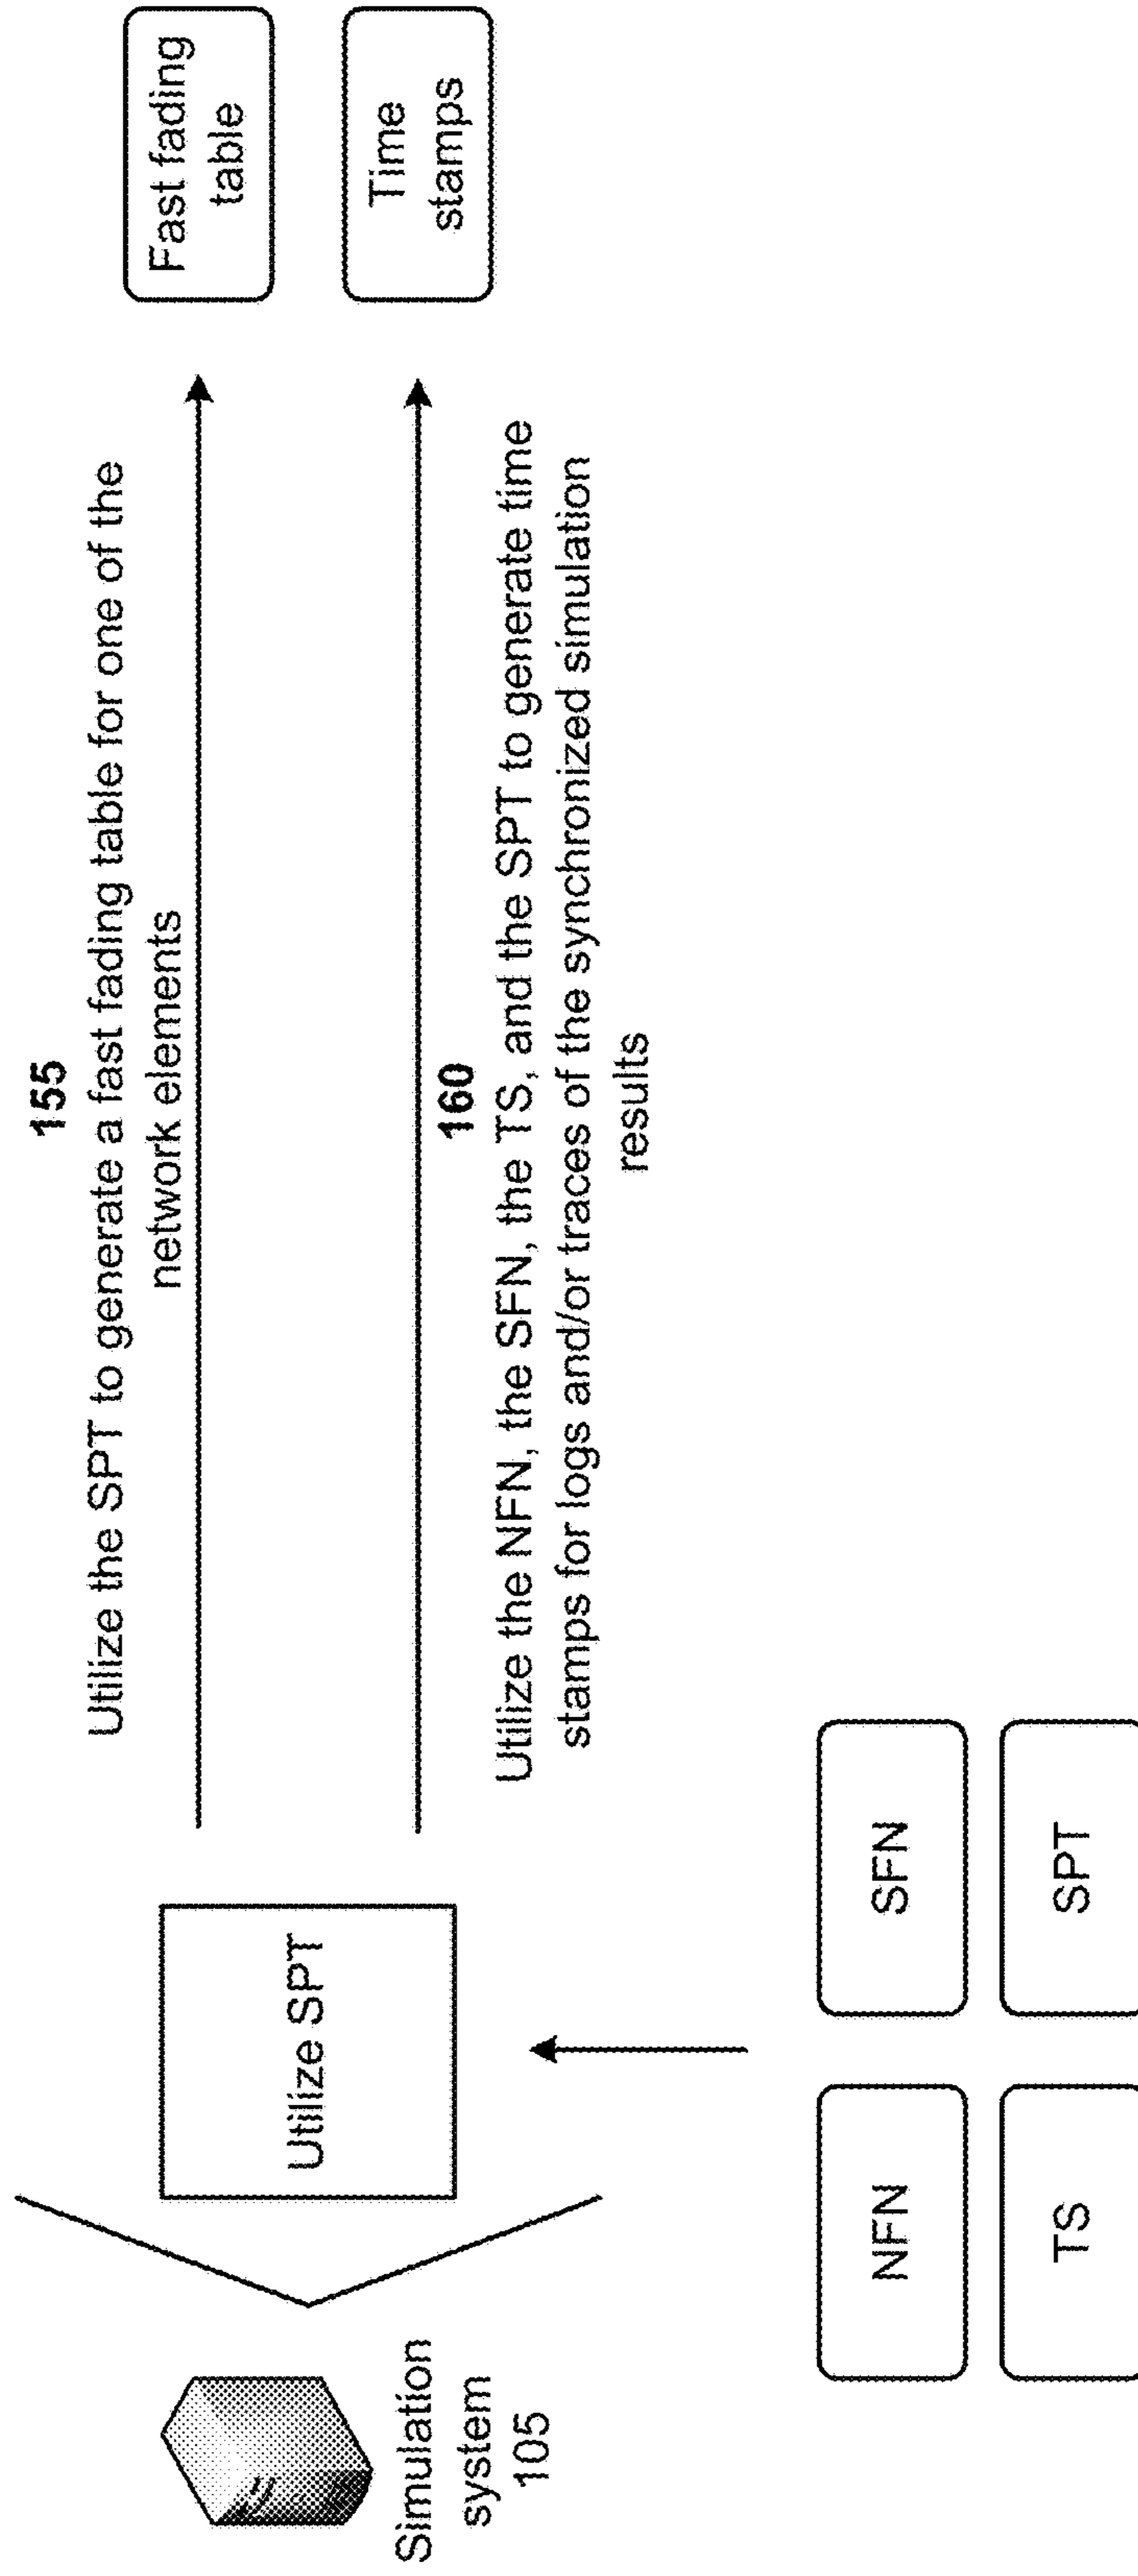 155
Utilize the SPT to generate a fast fading table for one of the
network elements
Fast fading
table
Utilize SPT
160
Utilize the NFN, the SFN, the TS, and the SPT to generate time
stamps for logs and/or traces of the synchronized simulation
results
Time
stamps
Simulation
system
105
NFN
SFN
TS
SPT